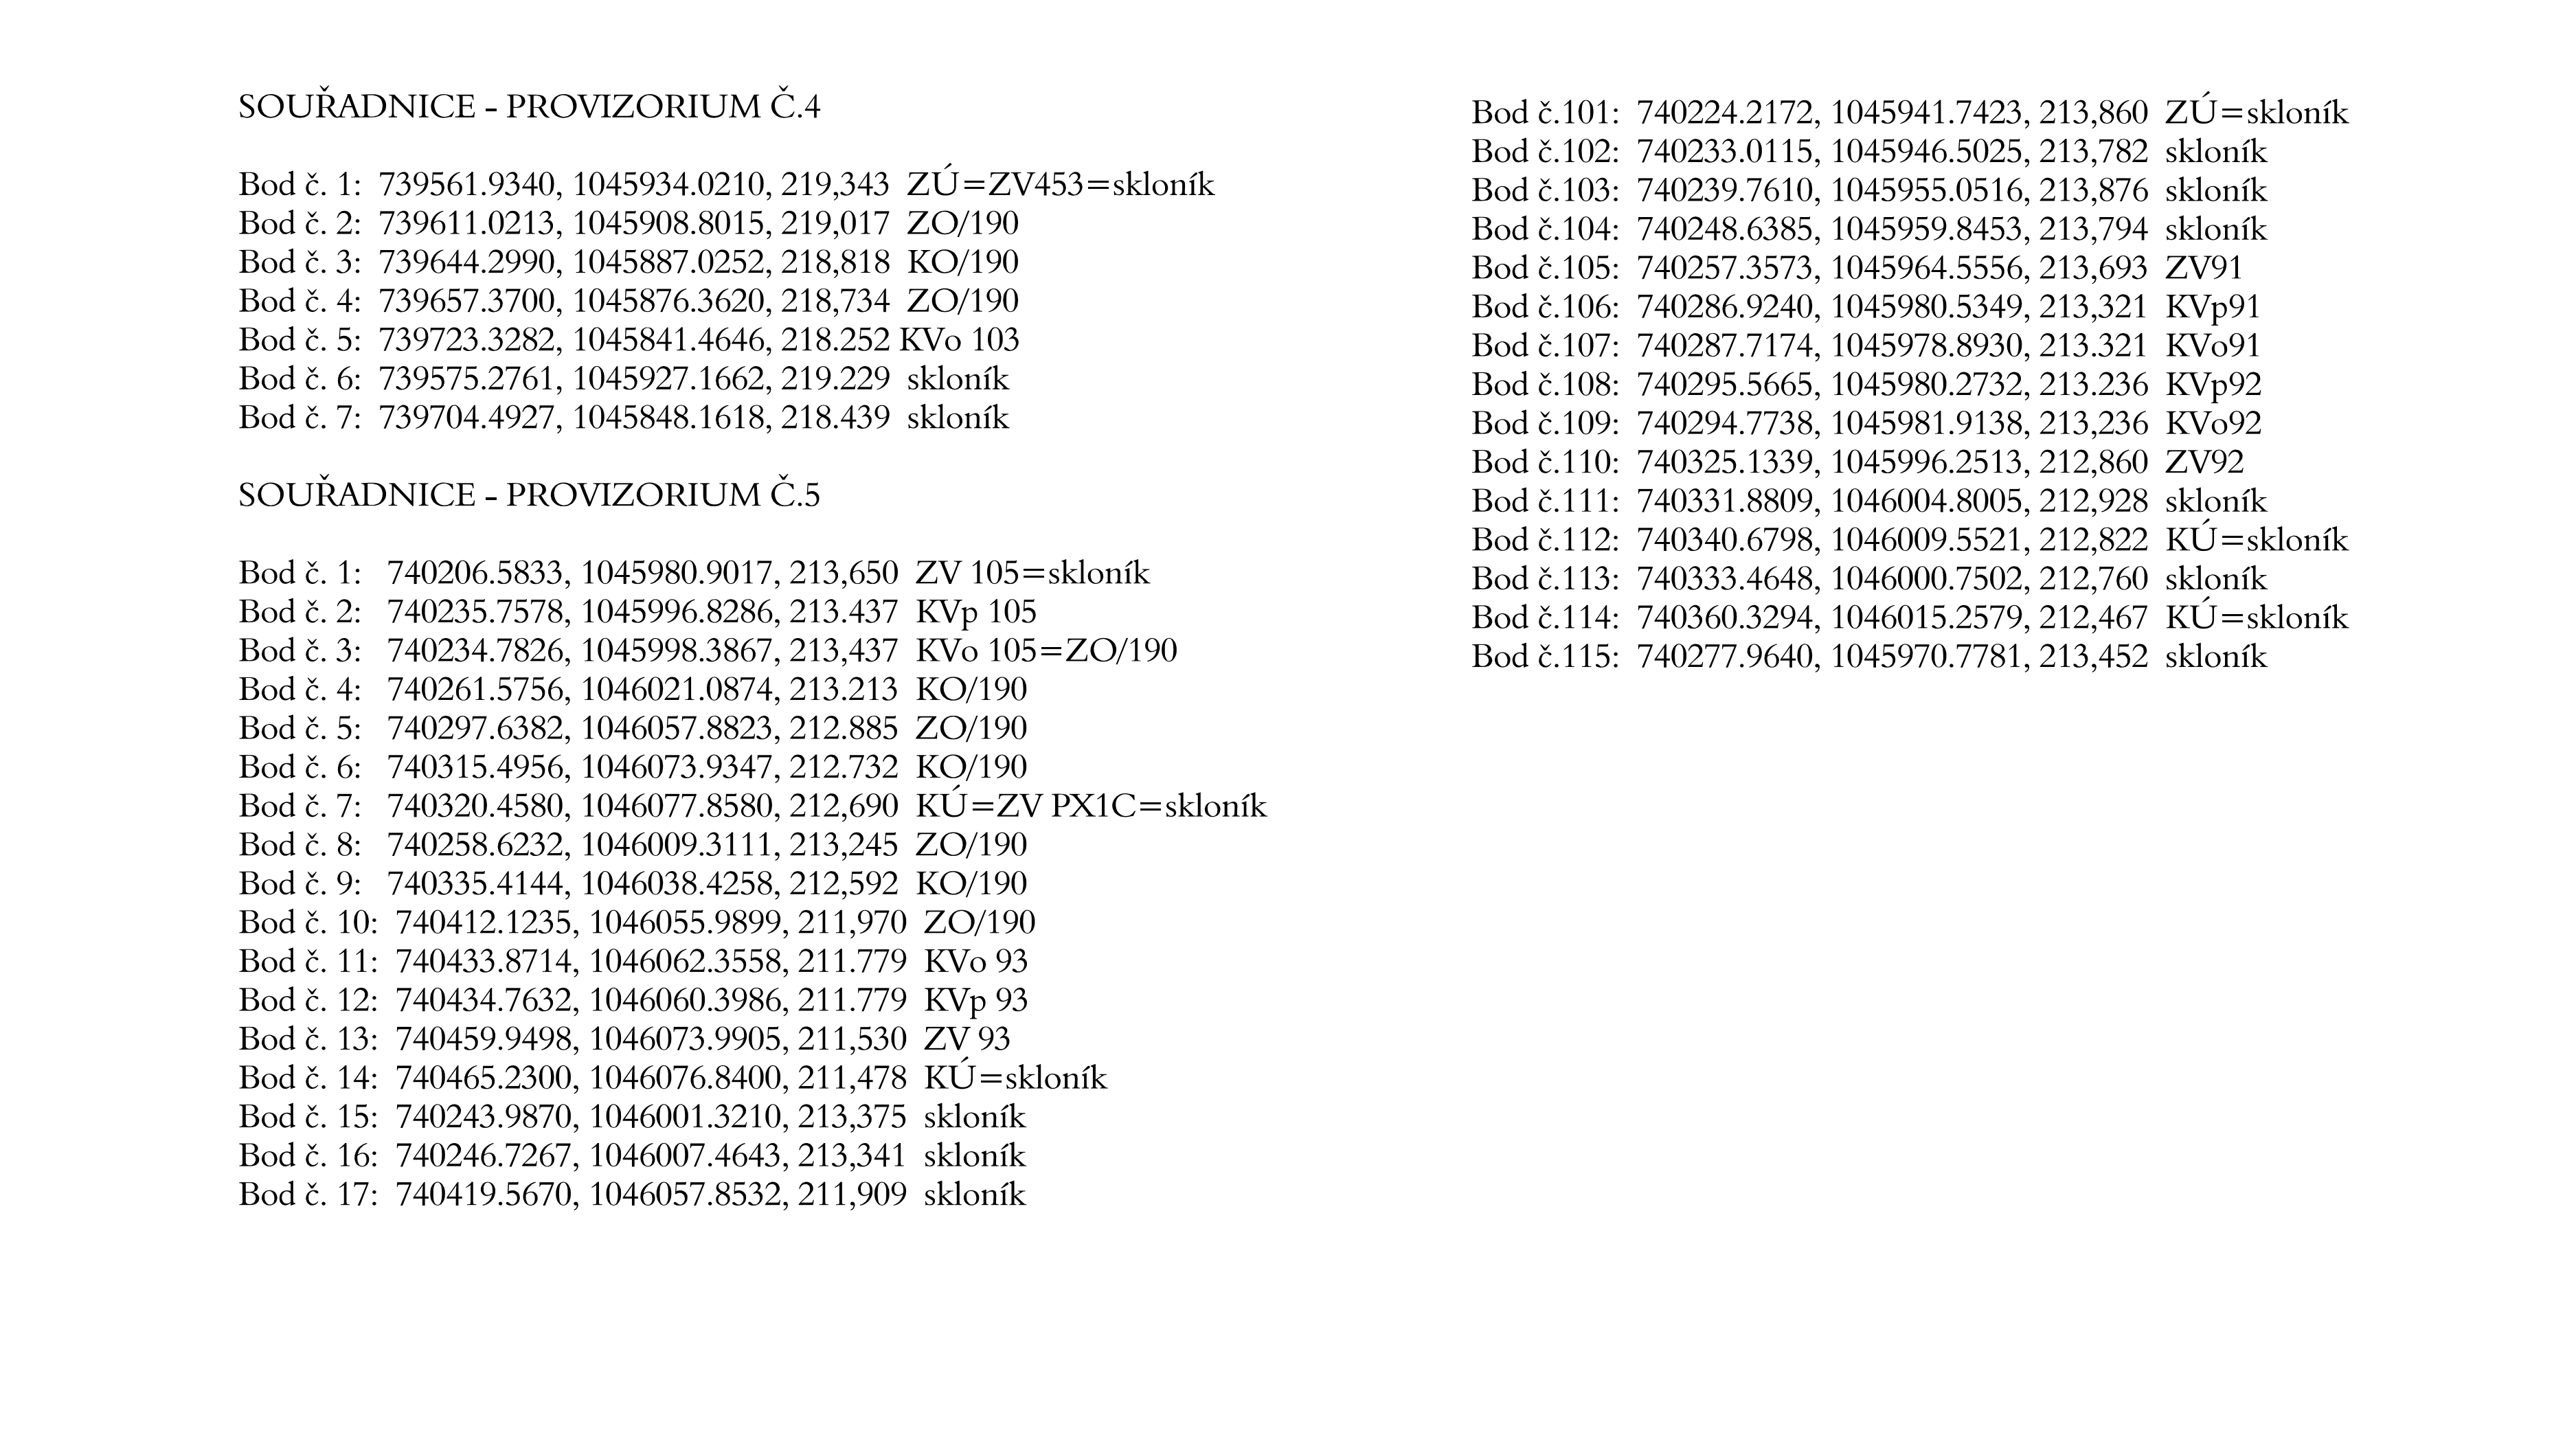 SOUŘADNICE - PROVIZORIUM Č.4
Bod č. 1: 739561.9340, 1045934.0210, 219,343 ZÚ=ZV453=skloník
Bod č. 2: 739611.0213, 1045908.8015, 219,017 ZO/190
Bod č. 3: 739644.2990, 1045887.0252, 218,818 KO/190
Bod č. 4: 739657.3700, 1045876.3620, 218,734 ZO/190
Bod č. 5: 739723.3282, 1045841.4646, 218.252 KVo 103
Bod č. 6: 739575.2761, 1045927.1662, 219.229 skloník
Bod č. 7: 739704.4927, 1045848.1618, 218.439 skloník
SOUŘADNICE - PROVIZORIUM Č.5
Bod č. 1: 740206.5833, 1045980.9017, 213,650 ZV 105=skloník
Bod č. 2: 740235.7578, 1045996.8286, 213.437 KVp 105
Bod č. 3: 740234.7826, 1045998.3867, 213,437 KVo 105=ZO/190
Bod č. 4: 740261.5756, 1046021.0874, 213.213 KO/190
Bod č. 5: 740297.6382, 1046057.8823, 212.885 ZO/190
Bod č. 6: 740315.4956, 1046073.9347, 212.732 KO/190
Bod č. 7: 740320.4580, 1046077.8580, 212,690 KÚ=ZV PX1C=skloník
Bod č. 8: 740258.6232, 1046009.3111, 213,245 ZO/190
Bod č. 9: 740335.4144, 1046038.4258, 212,592 KO/190
Bod č. 10: 740412.1235, 1046055.9899, 211,970 ZO/190
Bod č. 11: 740433.8714, 1046062.3558, 211.779 KVo 93
Bod č. 12: 740434.7632, 1046060.3986, 211.779 KVp 93
Bod č. 13: 740459.9498, 1046073.9905, 211,530 ZV 93
Bod č. 14: 740465.2300, 1046076.8400, 211,478 KÚ=skloník
Bod č. 15: 740243.9870, 1046001.3210, 213,375 skloník
Bod č. 16: 740246.7267, 1046007.4643, 213,341 skloník
Bod č. 17: 740419.5670, 1046057.8532, 211,909 skloník
Bod č.101: 740224.2172, 1045941.7423, 213,860 ZÚ=skloník
Bod č.102: 740233.0115, 1045946.5025, 213,782 skloník
Bod č.103: 740239.7610, 1045955.0516, 213,876 skloník
Bod č.104: 740248.6385, 1045959.8453, 213,794 skloník
Bod č.105: 740257.3573, 1045964.5556, 213,693 ZV91
Bod č.106: 740286.9240, 1045980.5349, 213,321 KVp91
Bod č.107: 740287.7174, 1045978.8930, 213.321 KVo91
Bod č.108: 740295.5665, 1045980.2732, 213.236 KVp92
Bod č.109: 740294.7738, 1045981.9138, 213,236 KVo92
Bod č.110: 740325.1339, 1045996.2513, 212,860 ZV92
Bod č.111: 740331.8809, 1046004.8005, 212,928 skloník
Bod č.112: 740340.6798, 1046009.5521, 212,822 KÚ=skloník
Bod č.113: 740333.4648, 1046000.7502, 212,760 skloník
Bod č.114: 740360.3294, 1046015.2579, 212,467 KÚ=skloník
Bod č.115: 740277.9640, 1045970.7781, 213,452 skloník